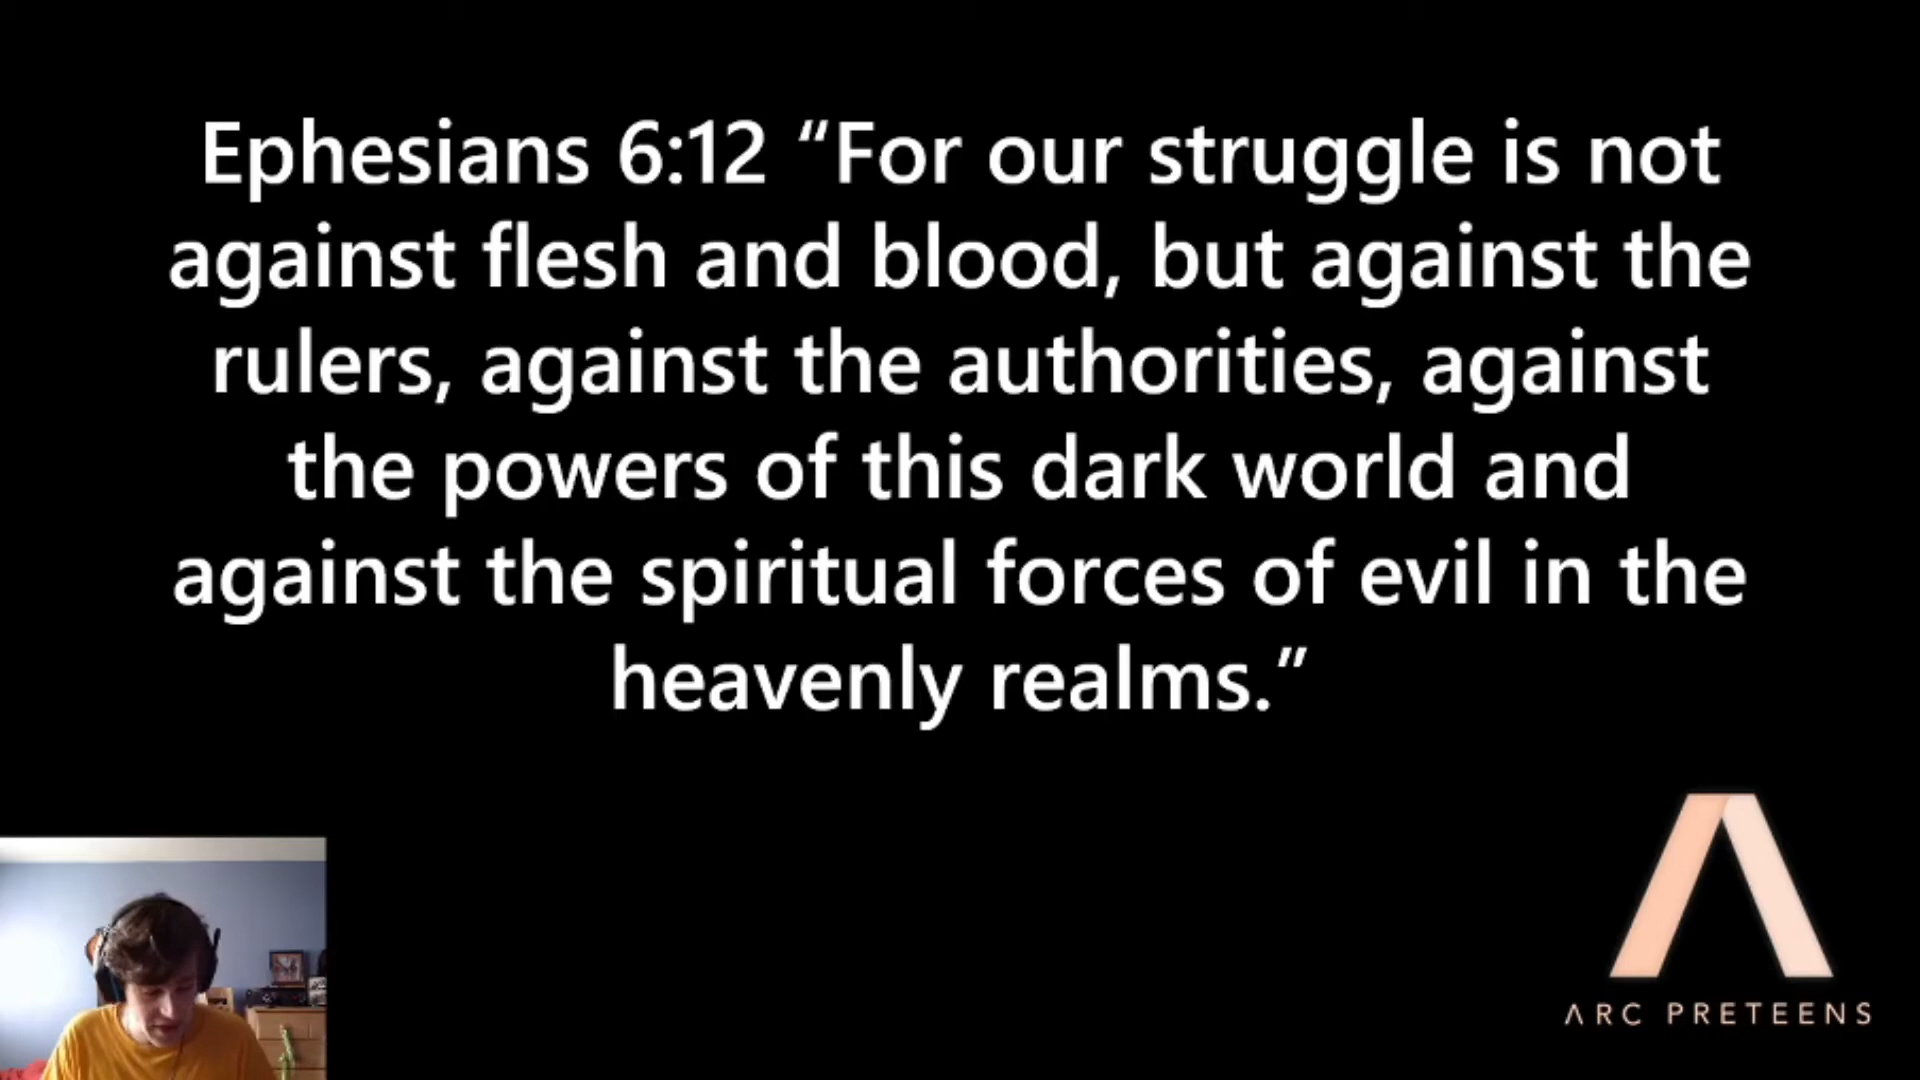 Ephesians 6:12 “For our struggle is not
against flesh and blood, but against the
rulers, against the authorities, against
the powers of this dark world and
against the spiritual forces of evil in the
heavenly realms.”
ARC PRETEENS